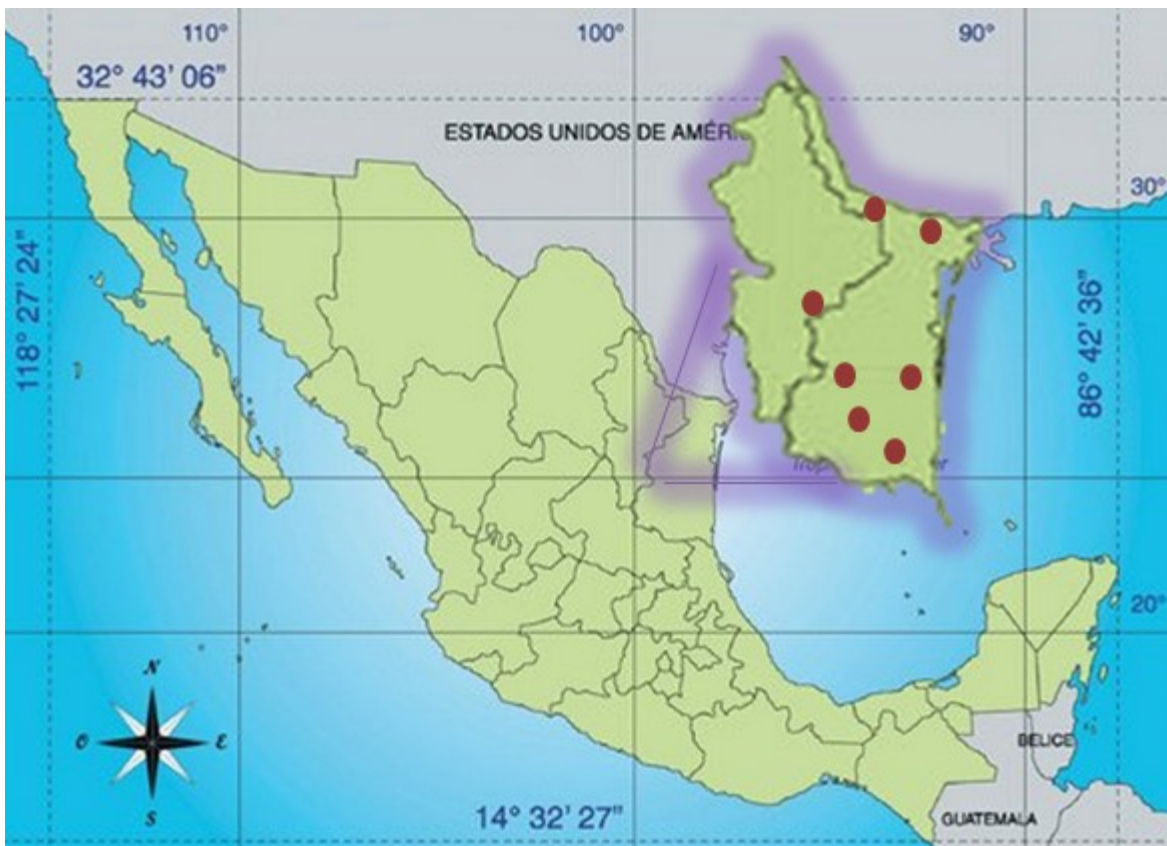 110°
100°
90°
32° 43' 06"
ESTADOS UNIDOS DE AMÉR
30°
118° 27' 24"
86° 42' 36"
20°
N
O
E
S
BELICE
14° 32' 27"
GUATEMALA